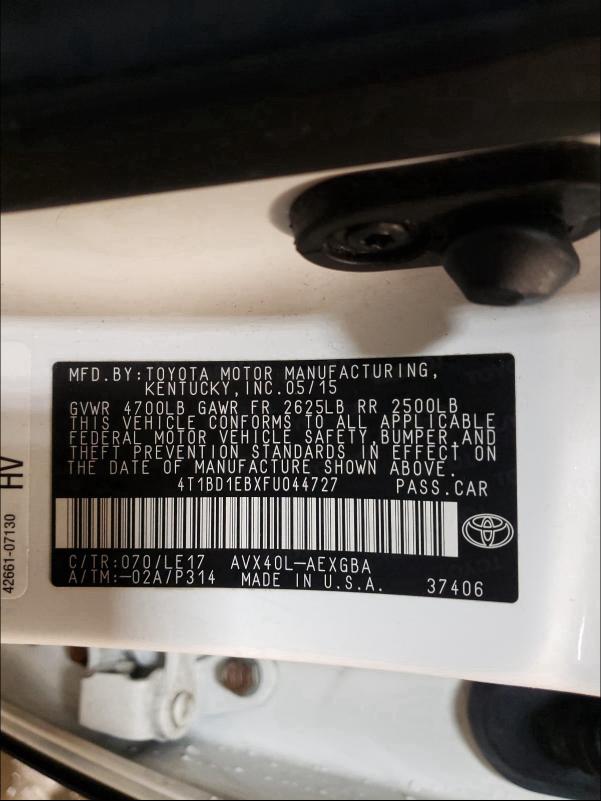 MFD.BY:TOYOTA MOTOR MANUFACTURING,
KENTUCKY,INC.05/15
GVWR 4700LB GAWR FR 2625LB RR 2500LB
THIS VEHICLE CONFORMS TO ALL APPLICABLE
FEDERAL MOTOR VEHICLE SAFETY,BUMPER,AND
THEFT PREVENTION STANDARDS IN EFFECT ON
THE DATE OF MANUFACTURE SHOWN ABOVE.
4T1BD1EBXFU044727 PASS.CAR
C/TR:070/LE17 AVX40L-AEXGBA
A/TM:-02A/P314 MADE IN U.S.A. 37406
42661-07130 HV